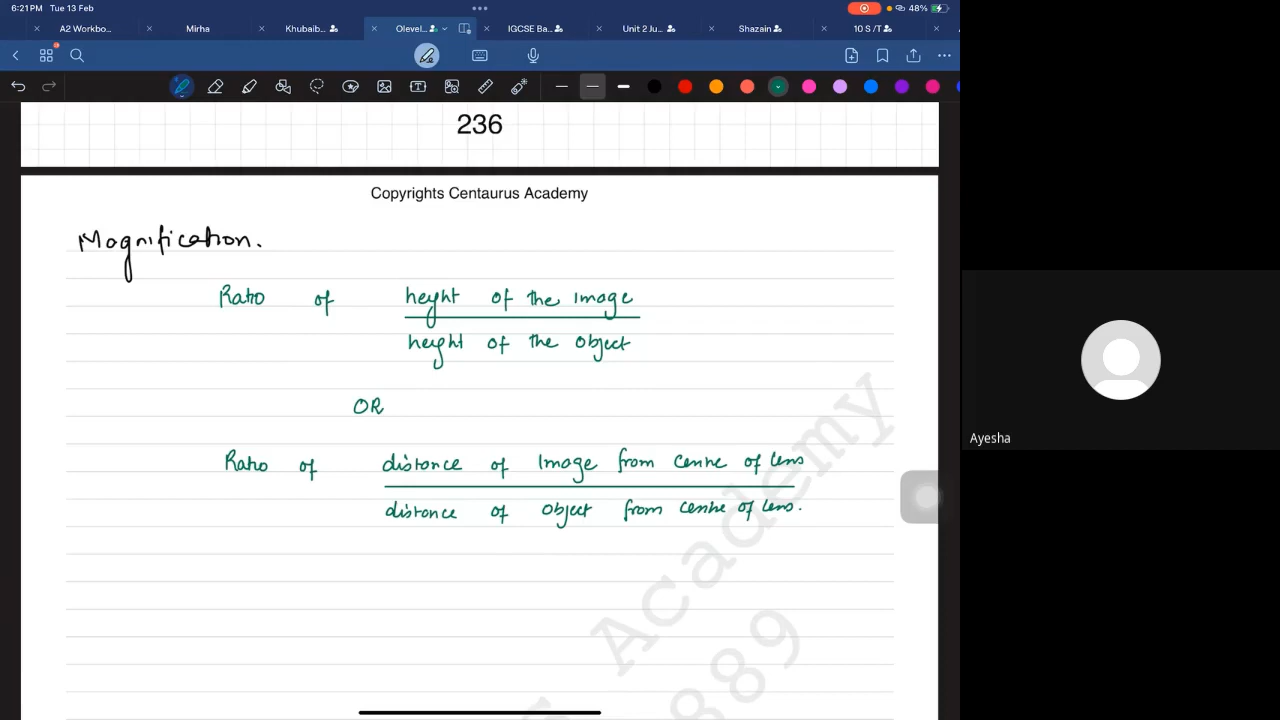 6:21PM Tue 13 Feb
48%
A2 Workbo...
Mirha
Khubaib...
Olevel...
IGCSE Ba...
Unit 2 Ju...
Shazain
10 S /T
236
Copyrights Centaurus Academy
Magnification.
Ratio of height of the Image
height of the Object
OR
Ratio of distance of Image from centre of lens
distance of Object from centre of lens.
Academy
s Academy
889
Ayesha